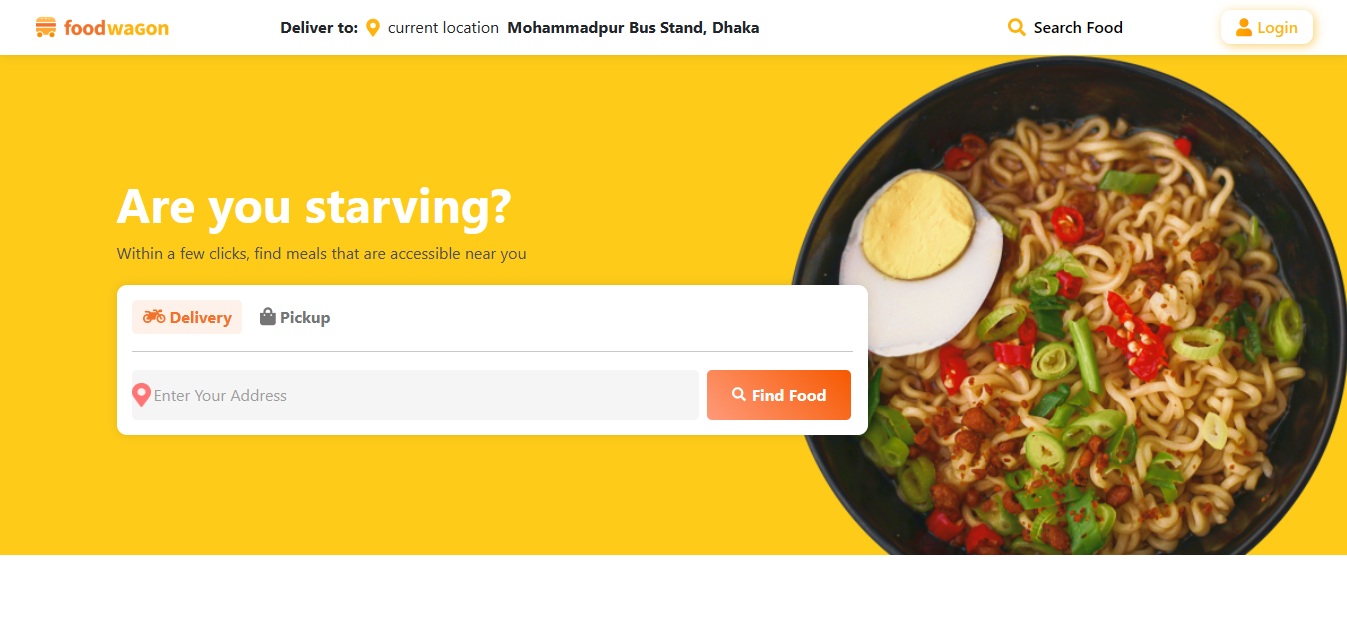 foodwagon
Deliver to: current location Mohammadpur Bus Stand, Dhaka
Search Food
Login
Are you starving?
Within a few clicks, find meals that are accessible near you
Delivery
Pickup
Enter Your Address
Find Food